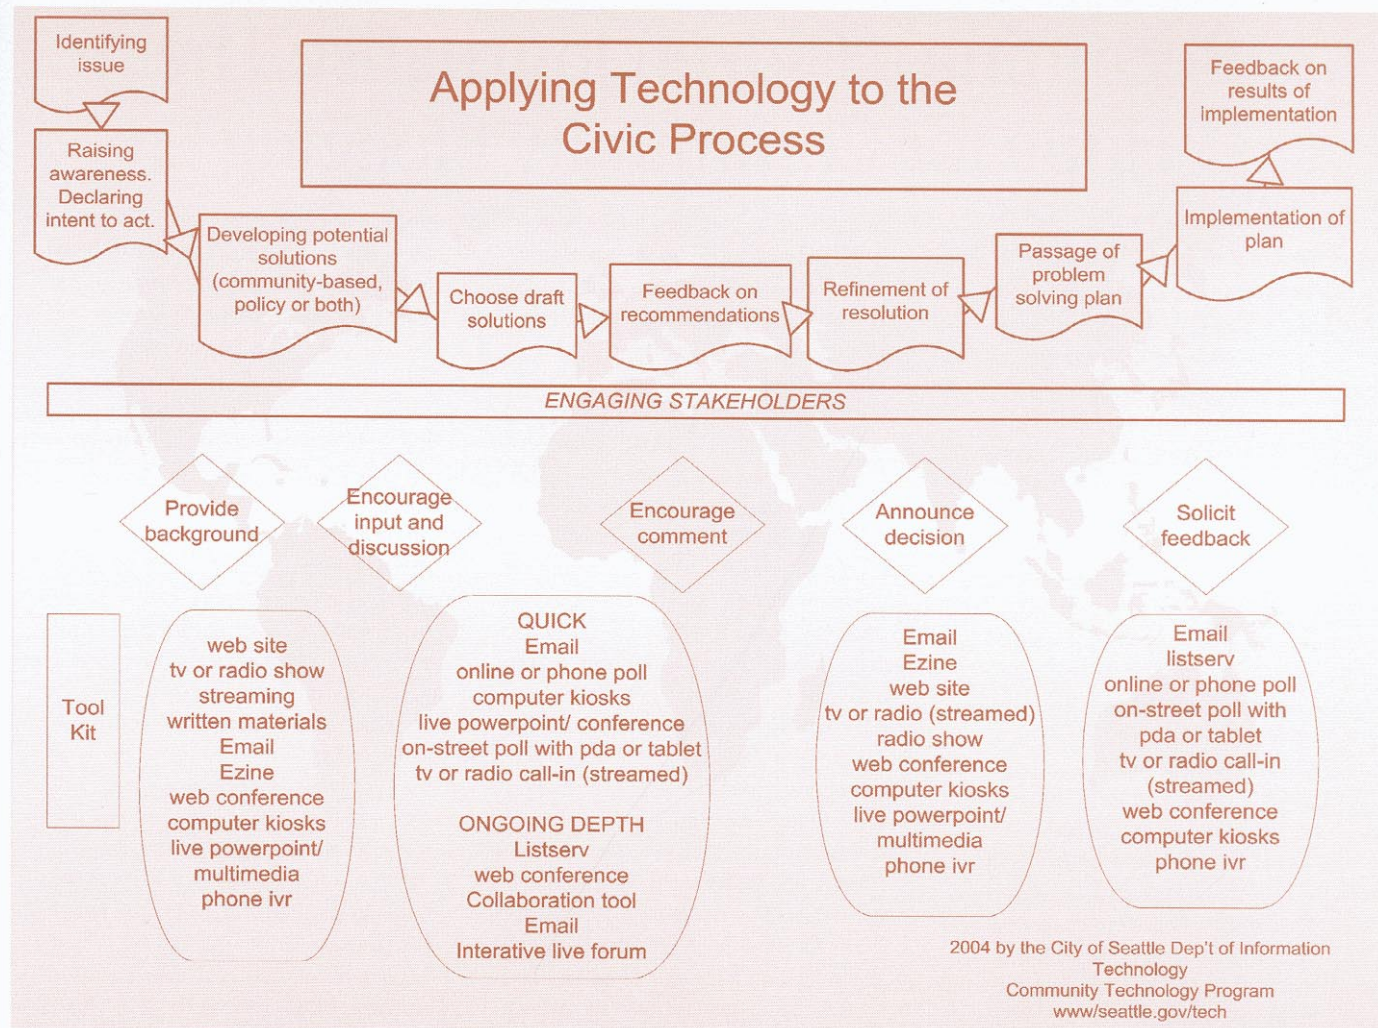 Identifying
issue
Applying Technology to the
Civic Process
Feedback on
results of
implementation
Raising
awareness.
Declaring
intent to act.
Developing potential
solutions
(community-based,
policy or both)
Choose draft
solutions
Feedback on
recommendations
Refinement of
resolution
Passage of
problem
solving plan
Implementation of
plan
ENGAGING STAKEHOLDERS
Provide
background
Encourage
input and
discussion
Encourage
comment
Announce
decision
Solicit
feedback
Tool
Kit
web site
tv or radio show
streaming
written materials
Email
Ezine
web conference
computer kiosks
live powerpoint/
multimedia
phone ivr
QUICK
Email
online or phone poll
computer kiosks
live powerpoint/ conference
on-street poll with pda or tablet
tv or radio call-in (streamed)
ONGOING DEPTH
Listserv
web conference
Collaboration tool
Email
Interative live forum
Email
Ezine
web site
tv or radio (streamed)
radio show
web conference
computer kiosks
live powerpoint/
multimedia
phone ivr
Email
listserv
online or phone poll
on-street poll with
pda or tablet
tv or radio call-in
(streamed)
web conference
computer kiosks
phone ivr
2004 by the City of Seattle Dep't of Information
Technology
Community Technology Program
www/seattle.gov/tech